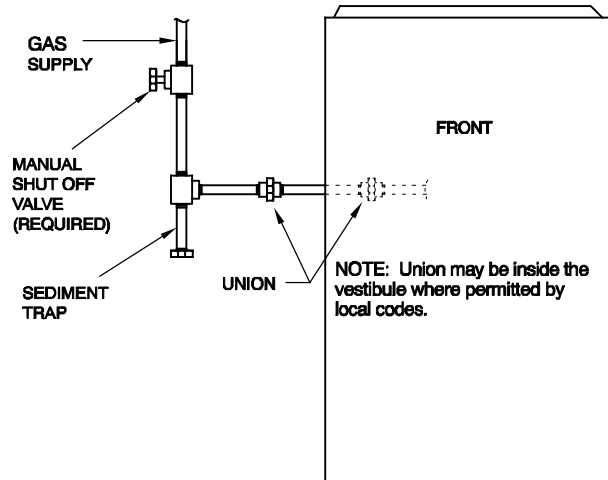 GAS
SUPPLY
FRONT
MANUAL
SHUT OFF
VALVE
(REQUIRED)
UNION
NOTE: Union may be inside the
vestibule where permitted by
local codes.
SEDIMENT
TRAP